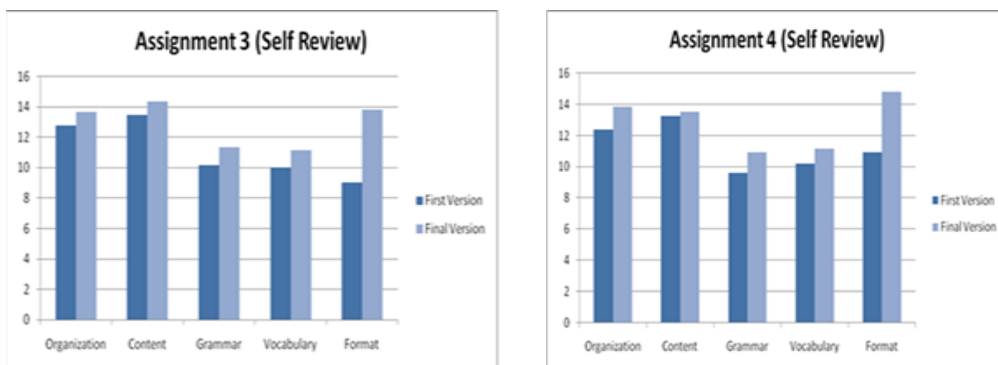 Assignment 3 (Self Review)
16
14
12
10
8
6
4
2
0
Organization Content Grammar Vocabulary Format
First Version
Final Version
Assignment 4 (Self Review)
16
14
12
10
8
6
4
2
0
Organization Content Grammar Vocabulary Format
First Version
Final Version